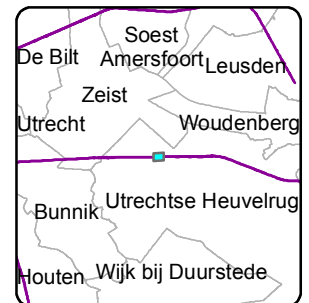 Soest
De Bilt
Amersfoort
Leusden
Zeist
Utrecht
Woudenberg
Utrechtse Heuvelrug
Bunnik
Houten
Wijk bij Duurstede